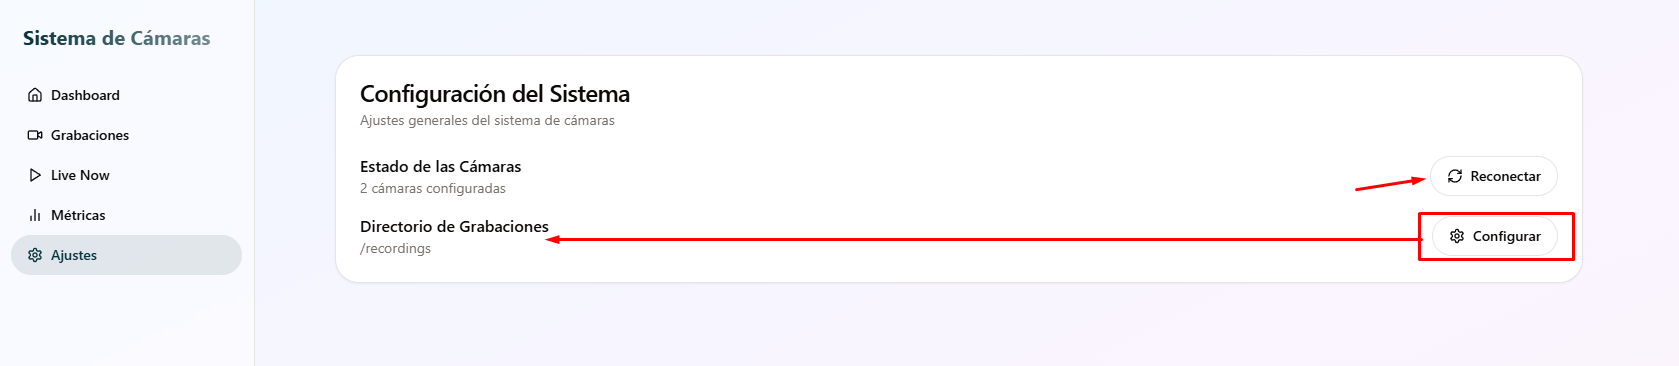 Sistema de Cámaras
Dashboard
Grabaciones
Live Now
Métricas
Ajustes
Configuración del Sistema
Ajustes generales del sistema de cámaras
Estado de las Cámaras
2 cámaras configuradas
Reconectar
Directorio de Grabaciones
/recordings
Configurar